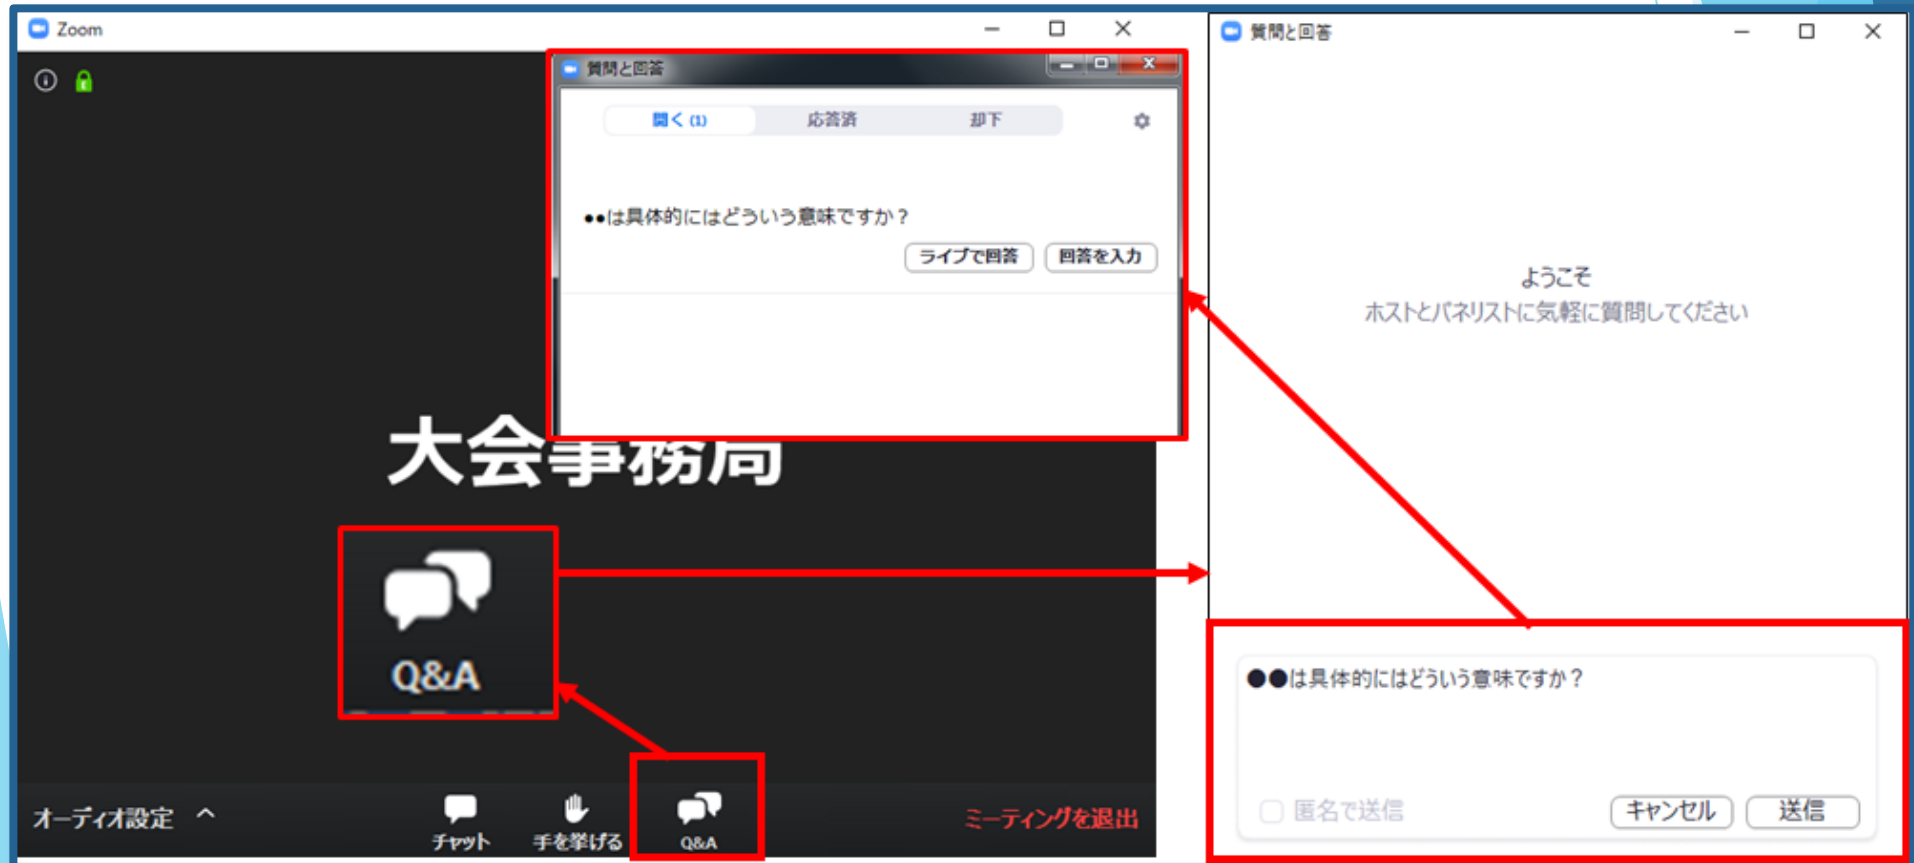 Zoom
質問と回答
開く (1)
応答済
却下
●●は具体的にはどういう意味ですか？
ライブで回答
回答を入力
大会事務局
Q&A
オーディオ設定
チャット
手を挙げる
Q&A
ミーティングを退出
質問と回答
ようこそ
ホストとパネリストに気軽に質問してください
●●は具体的にはどういう意味ですか？
匿名で送信
キャンセル
送信